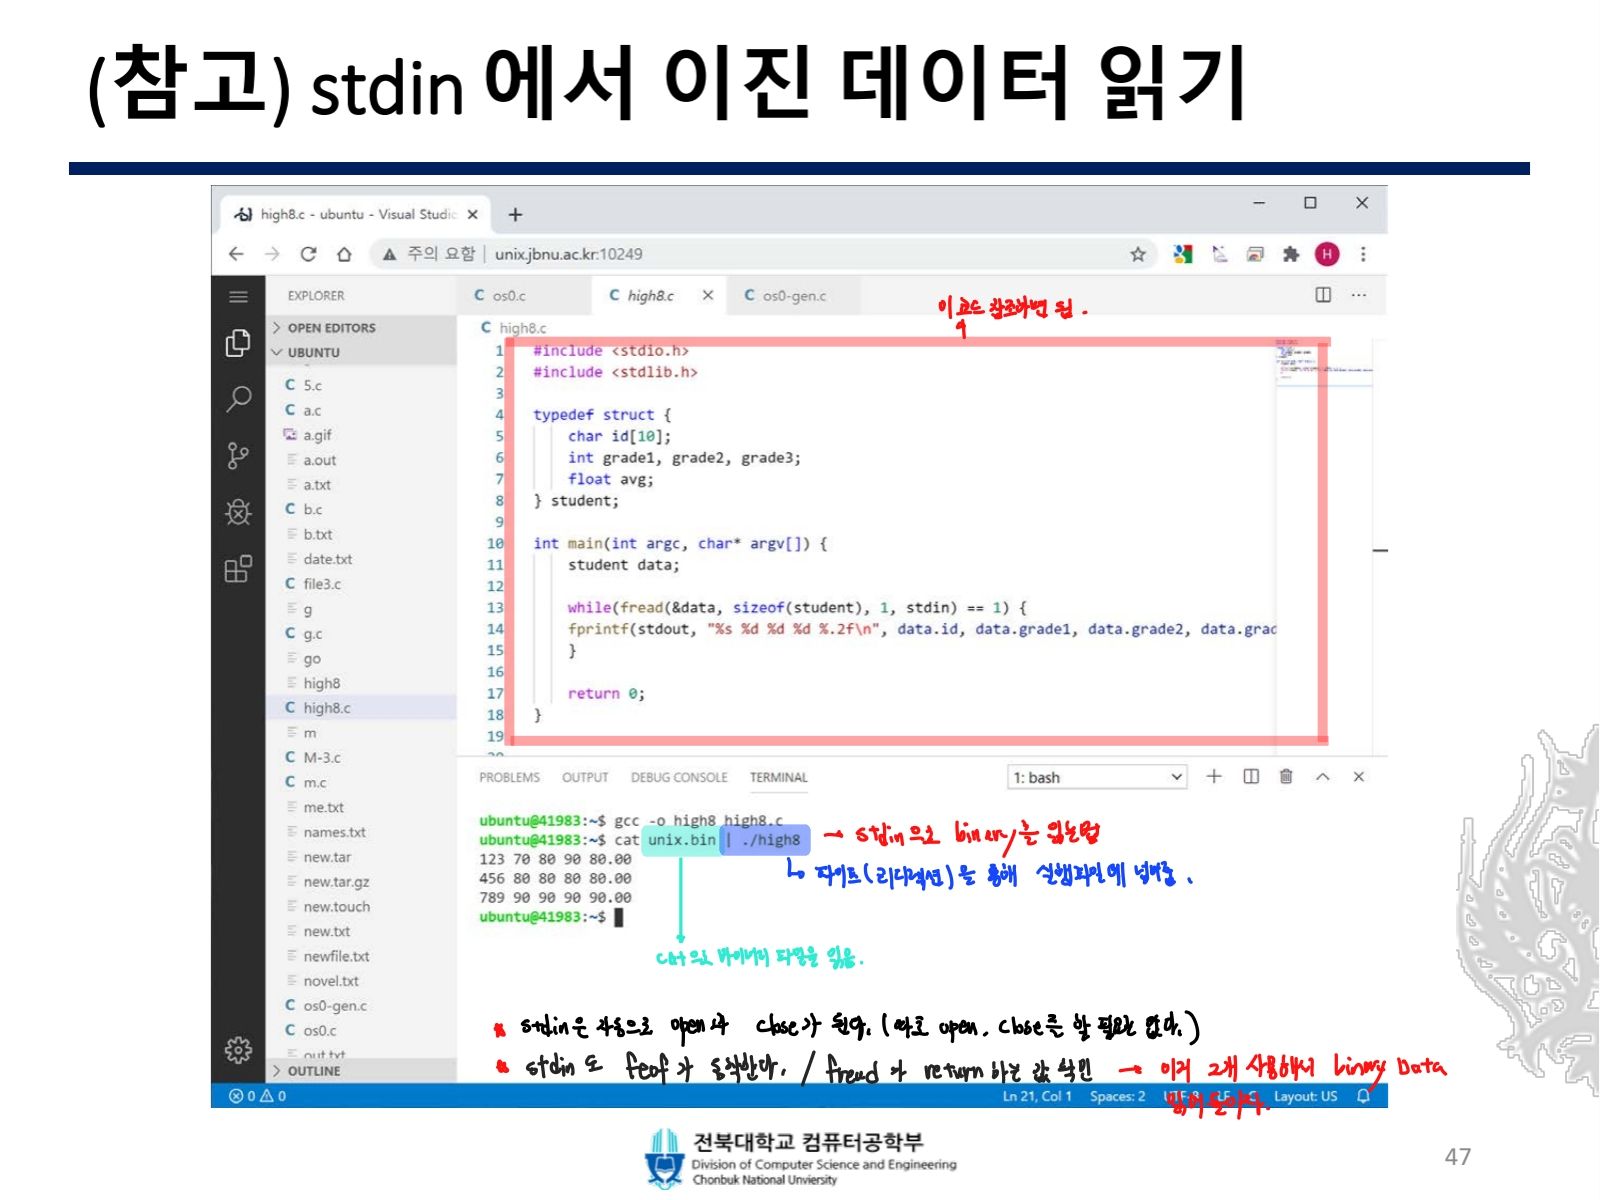 (참고) stdin 에서 이진 데이터 읽기
high8.c - ubuntu - Visual Studic
주의 요함 | unix.jbnu.ac.kr:10249
H
EXPLORER
C os0.c
C high8.c
C os0-gen.c
이 코드 참조하면 됨.
OPEN EDITORS
UBUNTU
C 5.c
C a.c
a.gif
a.out
a.txt
C b.c
b.txt
date.txt
C file3.c
g
C g.c
go
high8
C high8.c
m
C M-3.c
C m.c
me.txt
names.txt
new.tar
new.tar.gz
new.touch
new.txt
newfile.txt
novel.txt
C os0-gen.c
C os0.c
out.txt
OUTLINE
C high8.c
1 #include <stdio.h>
2 #include <stdlib.h>
3
4 typedef struct {
5 char id[10];
6 int grade1, grade2, grade3;
7 float avg;
8 } student;
9
10 int main(int argc, char* argv[]) {
11 student data;
12
13 while(fread(&data, sizeof(student), 1, stdin) == 1) {
14 fprintf(stdout, "%s %d %d %d %.2f\n", data.id, data.grade1, data.grade2, data.grac
15 }
16
17 return 0;
18 }
19
20
PROBLEMS OUTPUT DEBUG CONSOLE TERMINAL
1: bash
ubuntu@41983:~$ gcc -o high8 high8.c
ubuntu@41983:~$ cat unix.bin | ./high8
→ stdin으로 binary를 읽는법
123 70 80 90 80.00
456 80 80 80 80.00
789 90 90 90 90.00
ubuntu@41983:~$
파이프(리다렉션)을 통해 실행파일에 넘겨줌.
cat으로 바이너리 파일을 읽음.
* stdin은 자동으로 open과 close가 된다. (따로 open, close를 할 필요는 없다.)
* stdin도 feof가 동작한다. / fread가 return하는 값 확인 → 이거 2개 사용해서 binary Data
읽어 들이자.
0 0
Ln 21, Col 1 Spaces: 2 UTF-8 LF C Layout: US
전북대학교 컴퓨터공학부
Division of Computer Science and Engineering
Chonbuk National Unviersity
47